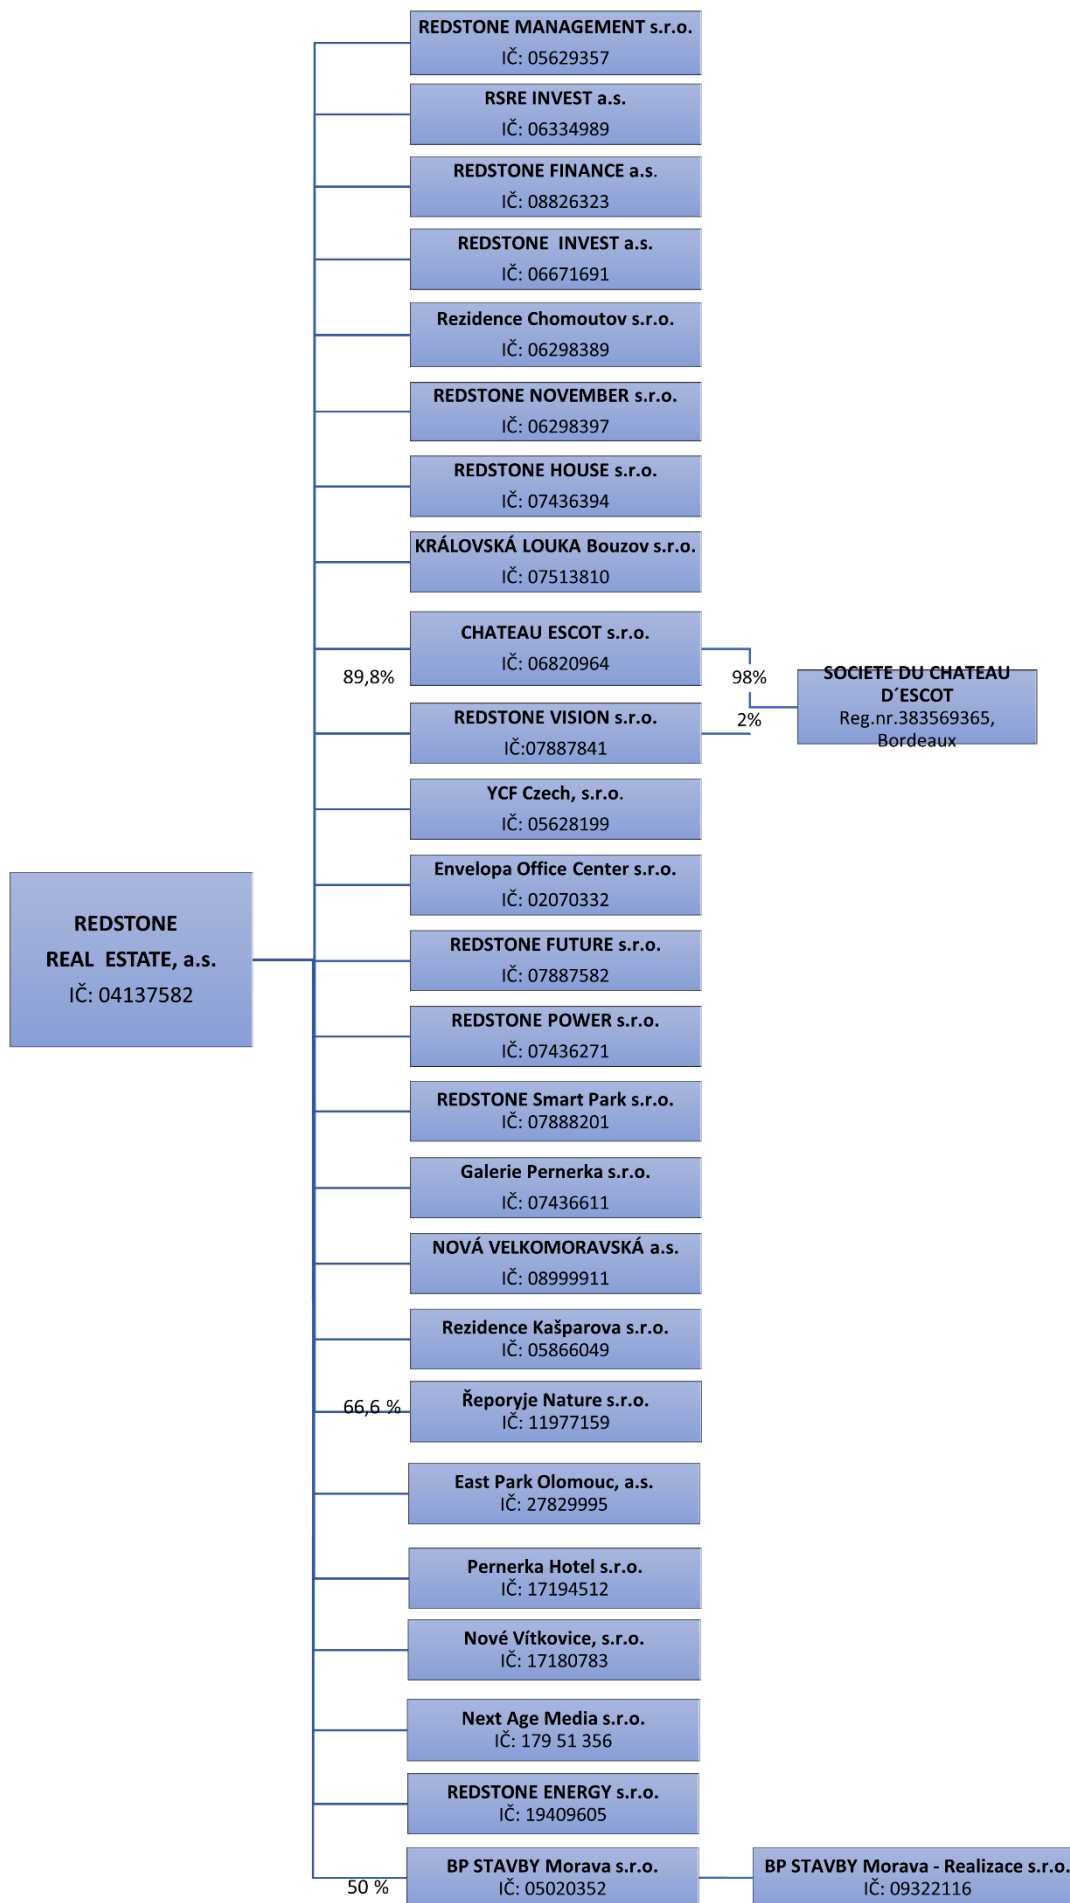 REDSTONE MANAGEMENT s.r.o.
IČ: 05629357
RSRE INVEST a.s.
IČ: 06334989
REDSTONE FINANCE a.s.
IČ: 08826323
REDSTONE  INVEST a.s.
IČ: 06671691
Rezidence Chomoutov s.r.o.
IČ: 06298389
REDSTONE NOVEMBER s.r.o.
IČ: 06298397
REDSTONE HOUSE s.r.o.
IČ: 07436394
KRÁLOVSKÁ LOUKA Bouzov s.r.o.
IČ: 07513810
CHATEAU ESCOT s.r.o.
IČ: 06820964
89,8%
98%
SOCIETE DU CHATEAU
D´ESCOT
Reg.nr.383569365,
Bordeaux
REDSTONE VISION s.r.o.
IČ:07887841
2%
YCF Czech, s.r.o.
IČ: 05628199
Envelopa Office Center s.r.o.
IČ: 02070332
REDSTONE
REAL  ESTATE, a.s.
IČ: 04137582
REDSTONE FUTURE s.r.o.
IČ: 07887582
REDSTONE POWER s.r.o.
IČ: 07436271
REDSTONE Smart Park s.r.o.
IČ: 07888201
Galerie Pernerka s.r.o.
IČ: 07436611
NOVÁ VELKOMORAVSKÁ a.s.
IČ: 08999911
Rezidence Kašparova s.r.o.
IČ: 05866049
66,6 %
Řeporyje Nature s.r.o.
IČ: 11977159
East Park Olomouc, a.s.
IČ: 27829995
Pernerka Hotel s.r.o.
IČ: 17194512
Nové Vítkovice, s.r.o.
IČ: 17180783
Next Age Media s.r.o.
IČ: 179 51 356
REDSTONE ENERGY s.r.o.
IČ: 19409605
50 %
BP STAVBY Morava s.r.o.
IČ: 05020352
BP STAVBY Morava - Realizace s.r.o.
IČ: 09322116